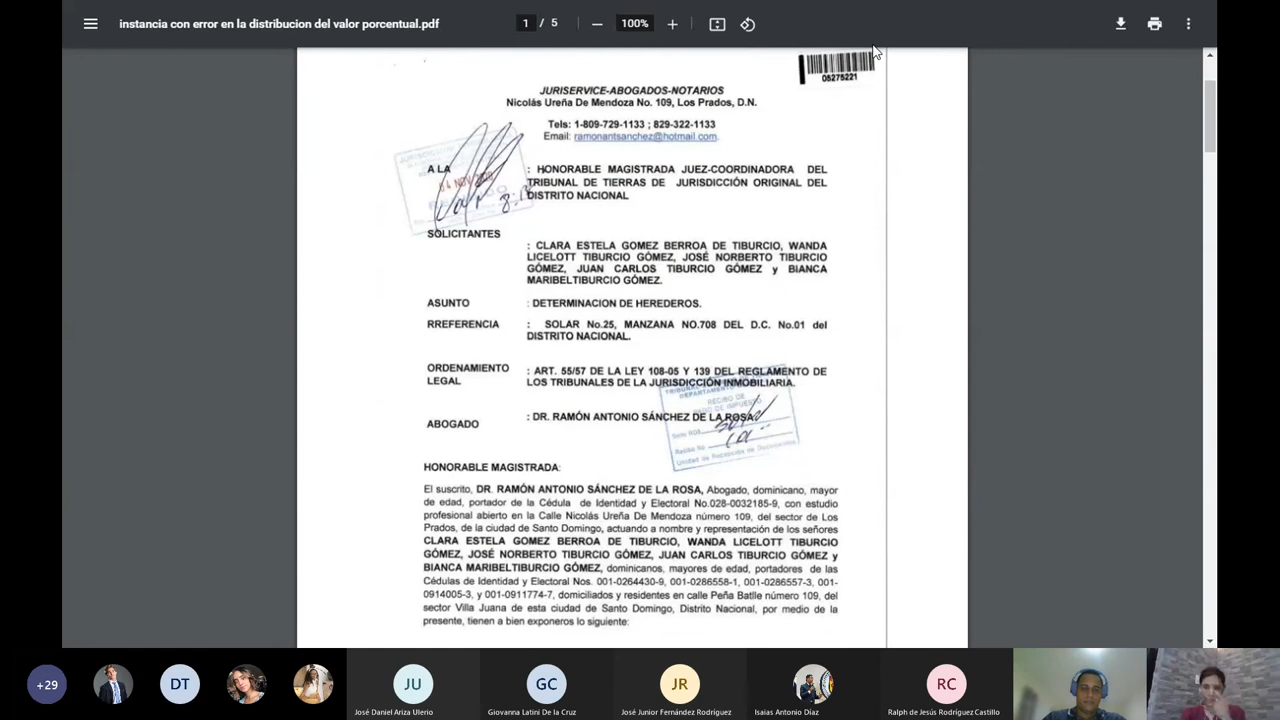 instancia con error en la distribucion del valor porcentual.pdf
1 / 5
100%
05275221
JURISERVICE-ABOGADOS-NOTARIOS
Nicolás Ureña De Mendoza No. 109, Los Prados, D.N.
Tels: 1-809-729-1133 ; 829-322-1133
Email: ramonantsanchez@hotmail.com.
A LA : HONORABLE MAGISTRADA JUEZ-COORDINADORA DEL
TRIBUNAL DE TIERRAS DE JURISDICCIÓN ORIGINAL DEL
DISTRITO NACIONAL
SOLICITANTES
: CLARA ESTELA GOMEZ BERROA DE TIBURCIO, WANDA
LICELOTT TIBURCIO GÓMEZ, JOSÉ NORBERTO TIBURCIO
GÓMEZ, JUAN CARLOS TIBURCIO GÓMEZ y BIANCA
MARIBELTIBURCIO GÓMEZ.
ASUNTO : DETERMINACION DE HEREDEROS.
RREFERENCIA : SOLAR No.25, MANZANA NO.708 DEL D.C. No.01 del
DISTRITO NACIONAL.
ORDENAMIENTO : ART. 55/57 DE LA LEY 108-05 Y 139 DEL REGLAMENTO DE
LEGAL LOS TRIBUNALES DE LA JURISDICCIÓN INMOBILIARIA.
ABOGADO : DR. RAMÓN ANTONIO SÁNCHEZ DE LA ROSA.
RECIBO DE
PAGO DE IMPUESTO
Recibo No
Unidad de Recepción de Documentos
HONORABLE MAGISTRADA:
El suscrito, DR. RAMÓN ANTONIO SÁNCHEZ DE LA ROSA, Abogado, dominicano, mayor
de edad, portador de la Cédula de Identidad y Electoral No.028-0032185-9, con estudio
profesional abierto en la Calle Nicolás Ureña De Mendoza número 109, del sector de Los
Prados, de la ciudad de Santo Domingo, actuando a nombre y representación de los señores
CLARA ESTELA GOMEZ BERROA DE TIBURCIO, WANDA LICELOTT TIBURCIO
GÓMEZ, JOSÉ NORBERTO TIBURCIO GÓMEZ, JUAN CARLOS TIBURCIO GÓMEZ y
BIANCA MARIBELTIBURCIO GÓMEZ, dominicanos, mayores de edad, portadores de las
Cédulas de Identidad y Electoral Nos. 001-0264430-9, 001-0286558-1, 001-0286557-3, 001-
0914005-3, y 001-0911774-7, domiciliados y residentes en calle Peña Batlle número 109, del
sector Villa Juana de esta ciudad de Santo Domingo, Distrito Nacional, por medio de la
presente, tienen a bien exponeros lo siguiente:
+29
DT
JU
GC
JR
RC
José Daniel Ariza Ulerio
Giovanna Latini De la Cruz
José Junior Fernández Rodríguez
Isaias Antonio Díaz
Ralph de Jesús Rodríguez Castillo